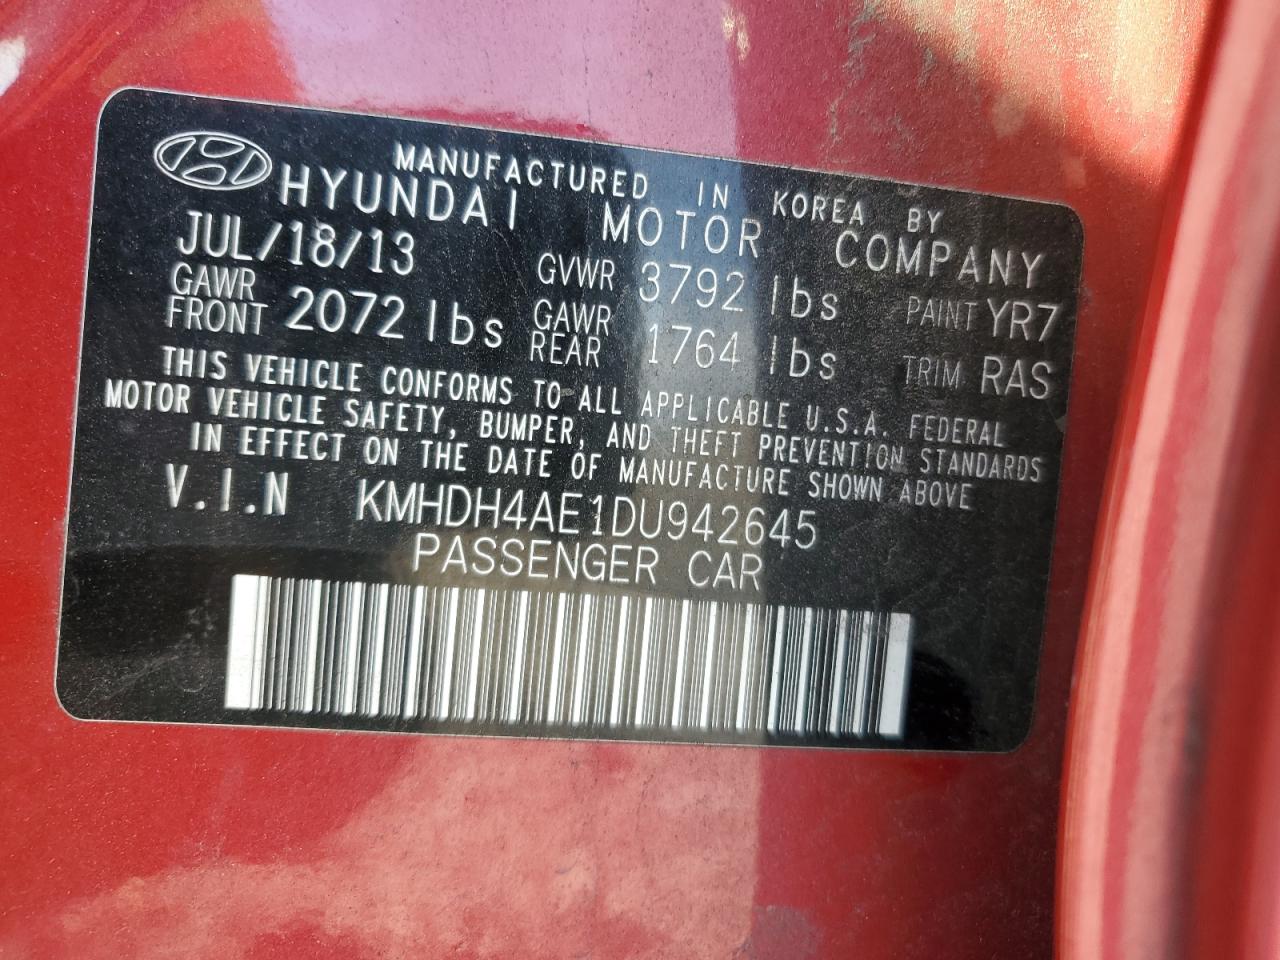 MANUFACTURED IN KOREA BY
HYUNDAI MOTOR COMPANY
JUL/18/13 GVWR 3792 lbs PAINT YR7
GAWR FRONT 2072 lbs GAWR REAR 1764 lbs TRIM RAS
THIS VEHICLE CONFORMS TO ALL APPLICABLE U.S.A. FEDERAL
MOTOR VEHICLE SAFETY, BUMPER, AND THEFT PREVENTION STANDARDS
IN EFFECT ON THE DATE OF MANUFACTURE SHOWN ABOVE
V.I.N KMHDH4AE1DU942645
PASSENGER CAR